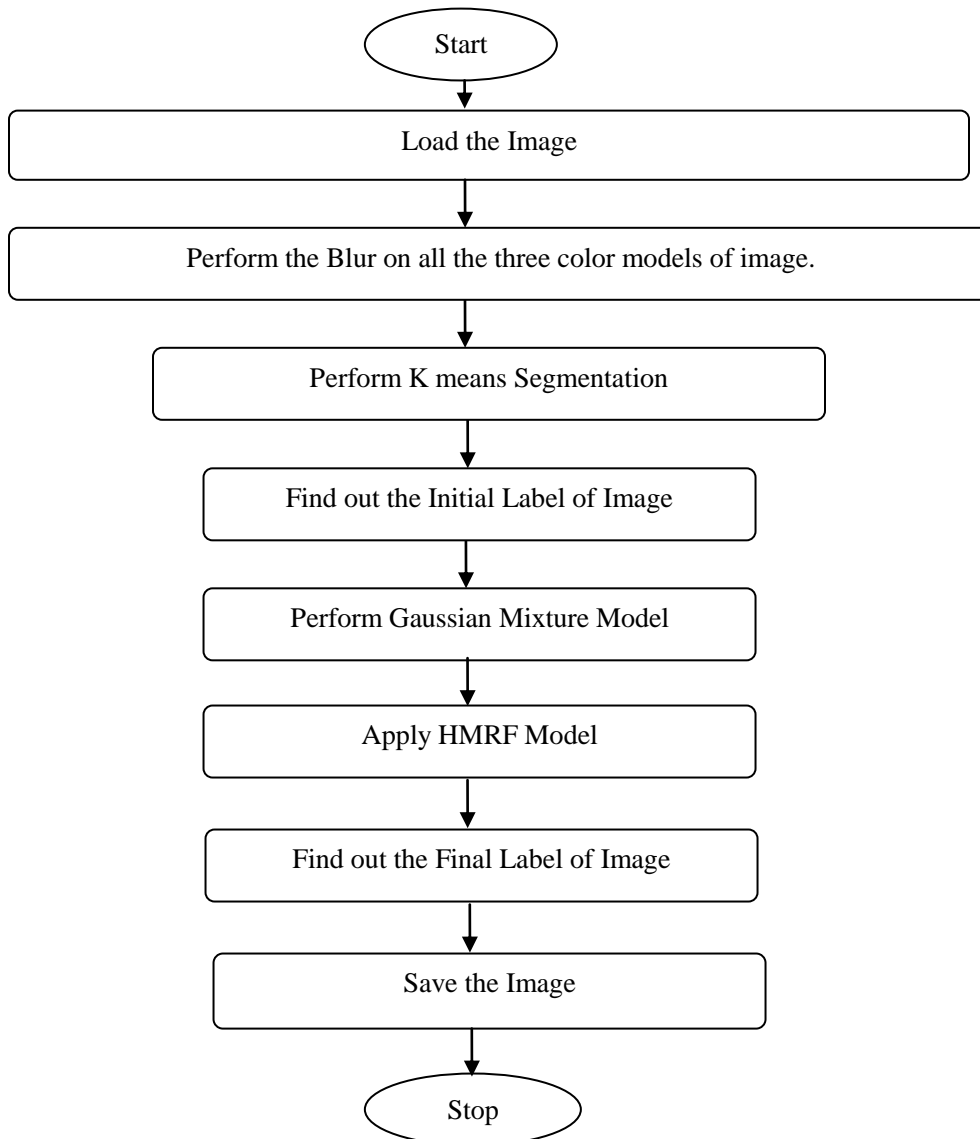 Start
Load the Image
Perform the Blur on all the three color models of image.
Perform K means Segmentation
Find out the Initial Label of Image
Perform Gaussian Mixture Model
Apply HMRF Model
Find out the Final Label of Image
Save the Image
Stop